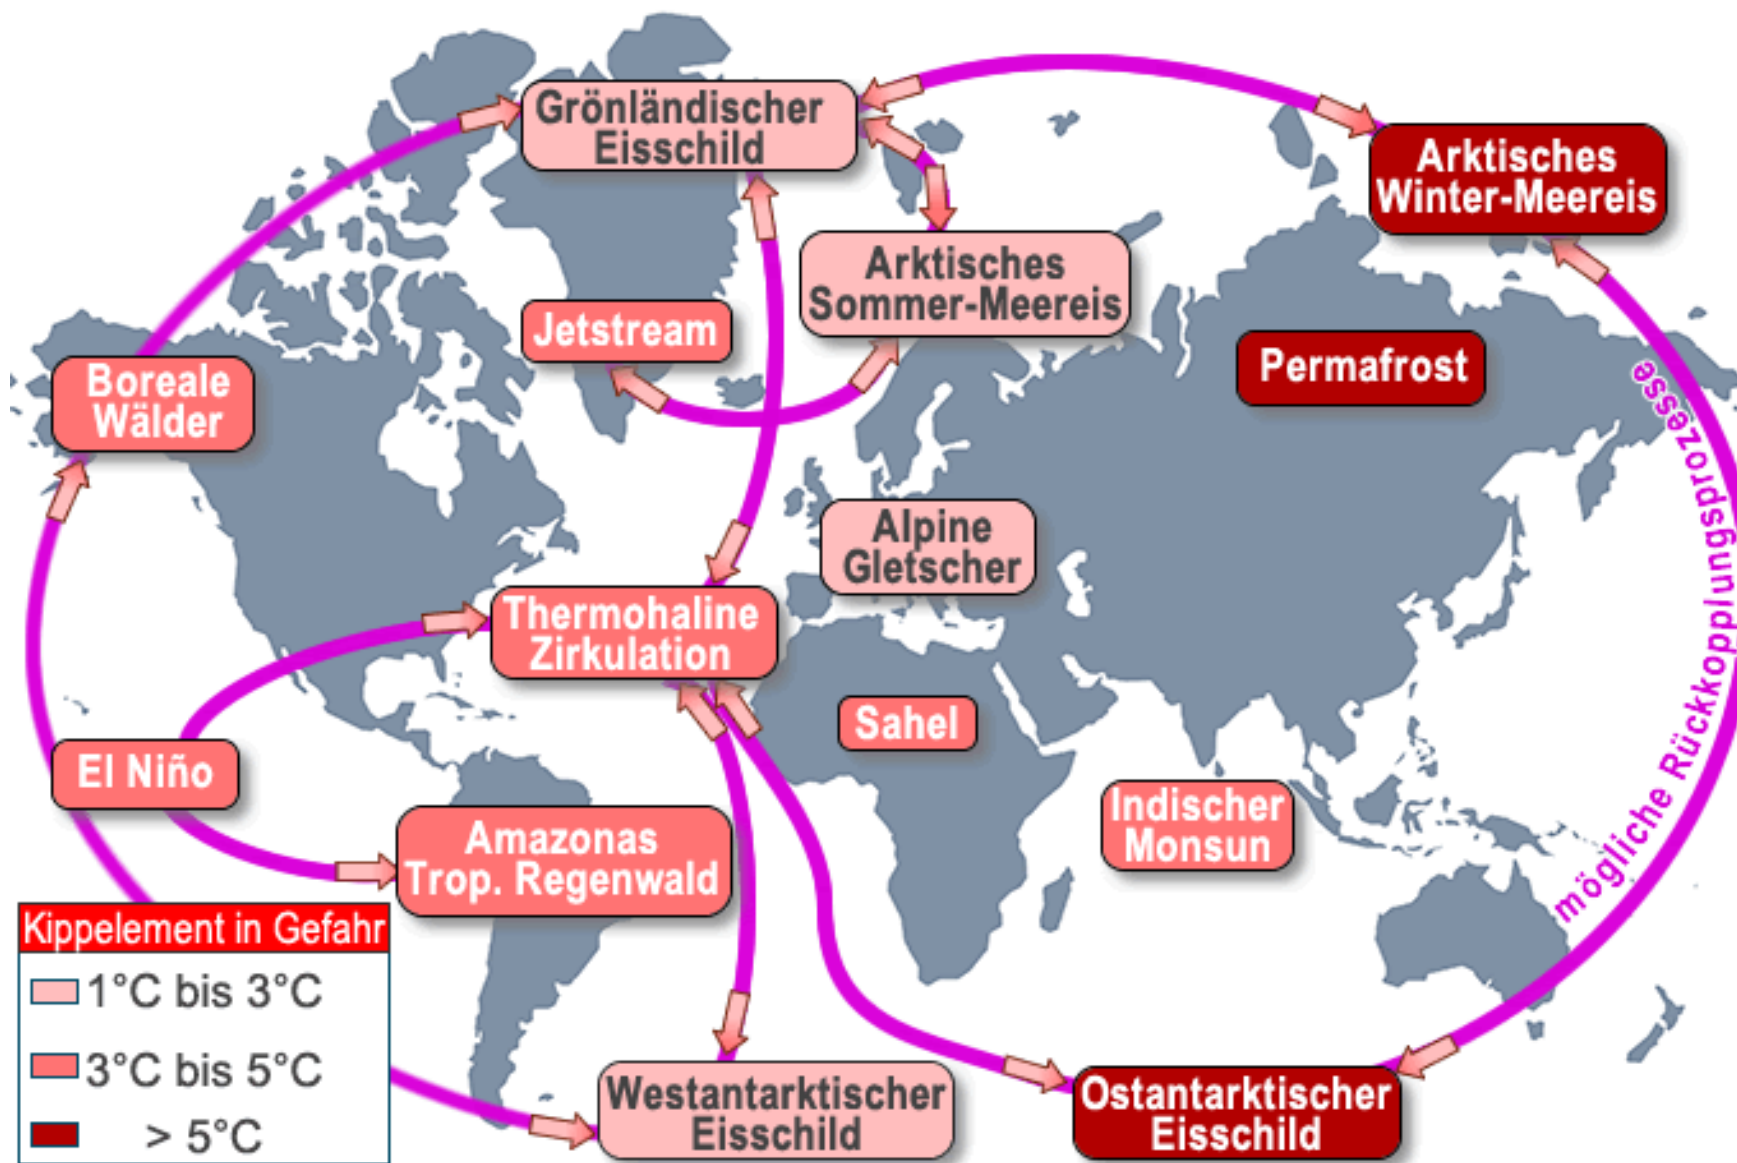 Grönländischer
Eisschild
Arktisches
Winter-Meereis
Arktisches
Sommer-Meereis
Jetstream
Permafrost
Boreale
Wälder
mögliche Rückkopplungsprozesse
Alpine
Gletscher
Thermohaline
Zirkulation
Sahel
El Niño
Indischer
Monsun
Amazonas
Trop. Regenwald
Kippelement in Gefahr
1°C bis 3°C
3°C bis 5°C
> 5°C
Westantarktischer
Eisschild
Ostantarktischer
Eisschild